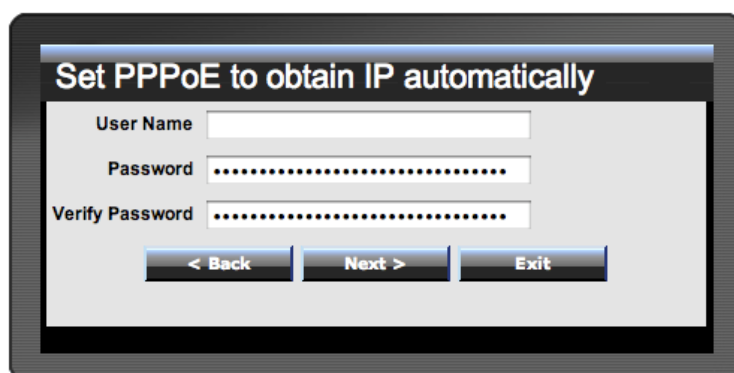 Set PPPoE to obtain IP automatically
User Name
Password ••••••••••••••••••••••••••••••••
Verify Password ••••••••••••••••••••••••••••••••
< Back Next > Exit